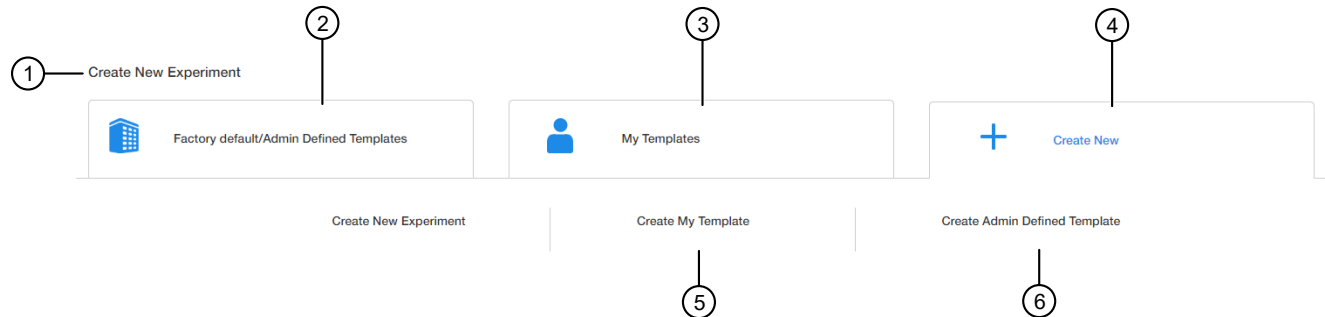 2
3
4
1
Create New Experiment
Factory default/Admin Defined Templates
My Templates
Create New
Create New Experiment
Create My Template
Create Admin Defined Template
5
6